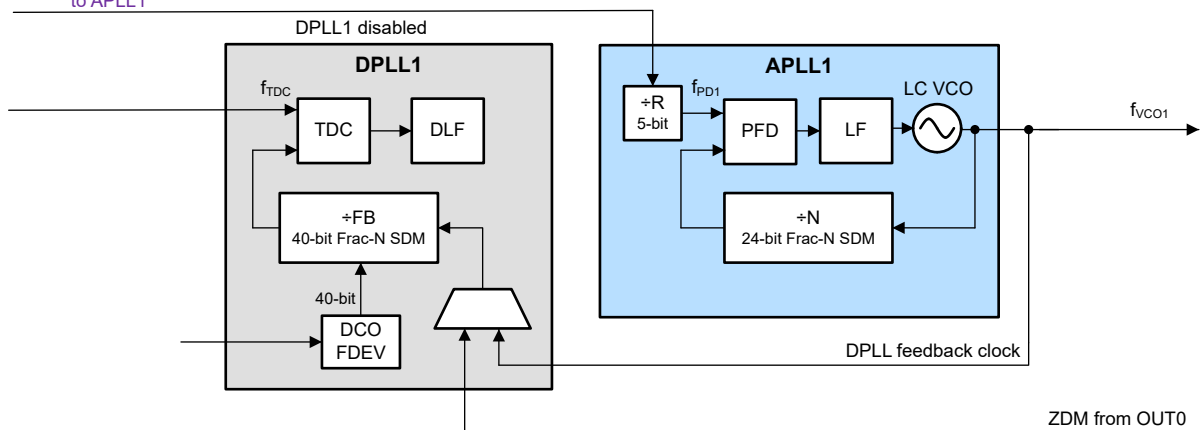 to APLL1
DPLL1 disabled
DPLL1
APLL1
fTDC
TDC
DLF
÷R
5-bit
fPD1
PFD
LF
LC VCO
fVCO1
÷FB
40-bit Frac-N SDM
÷N
24-bit Frac-N SDM
40-bit
DCO
FDEV
DPLL feedback clock
ZDM from OUT0